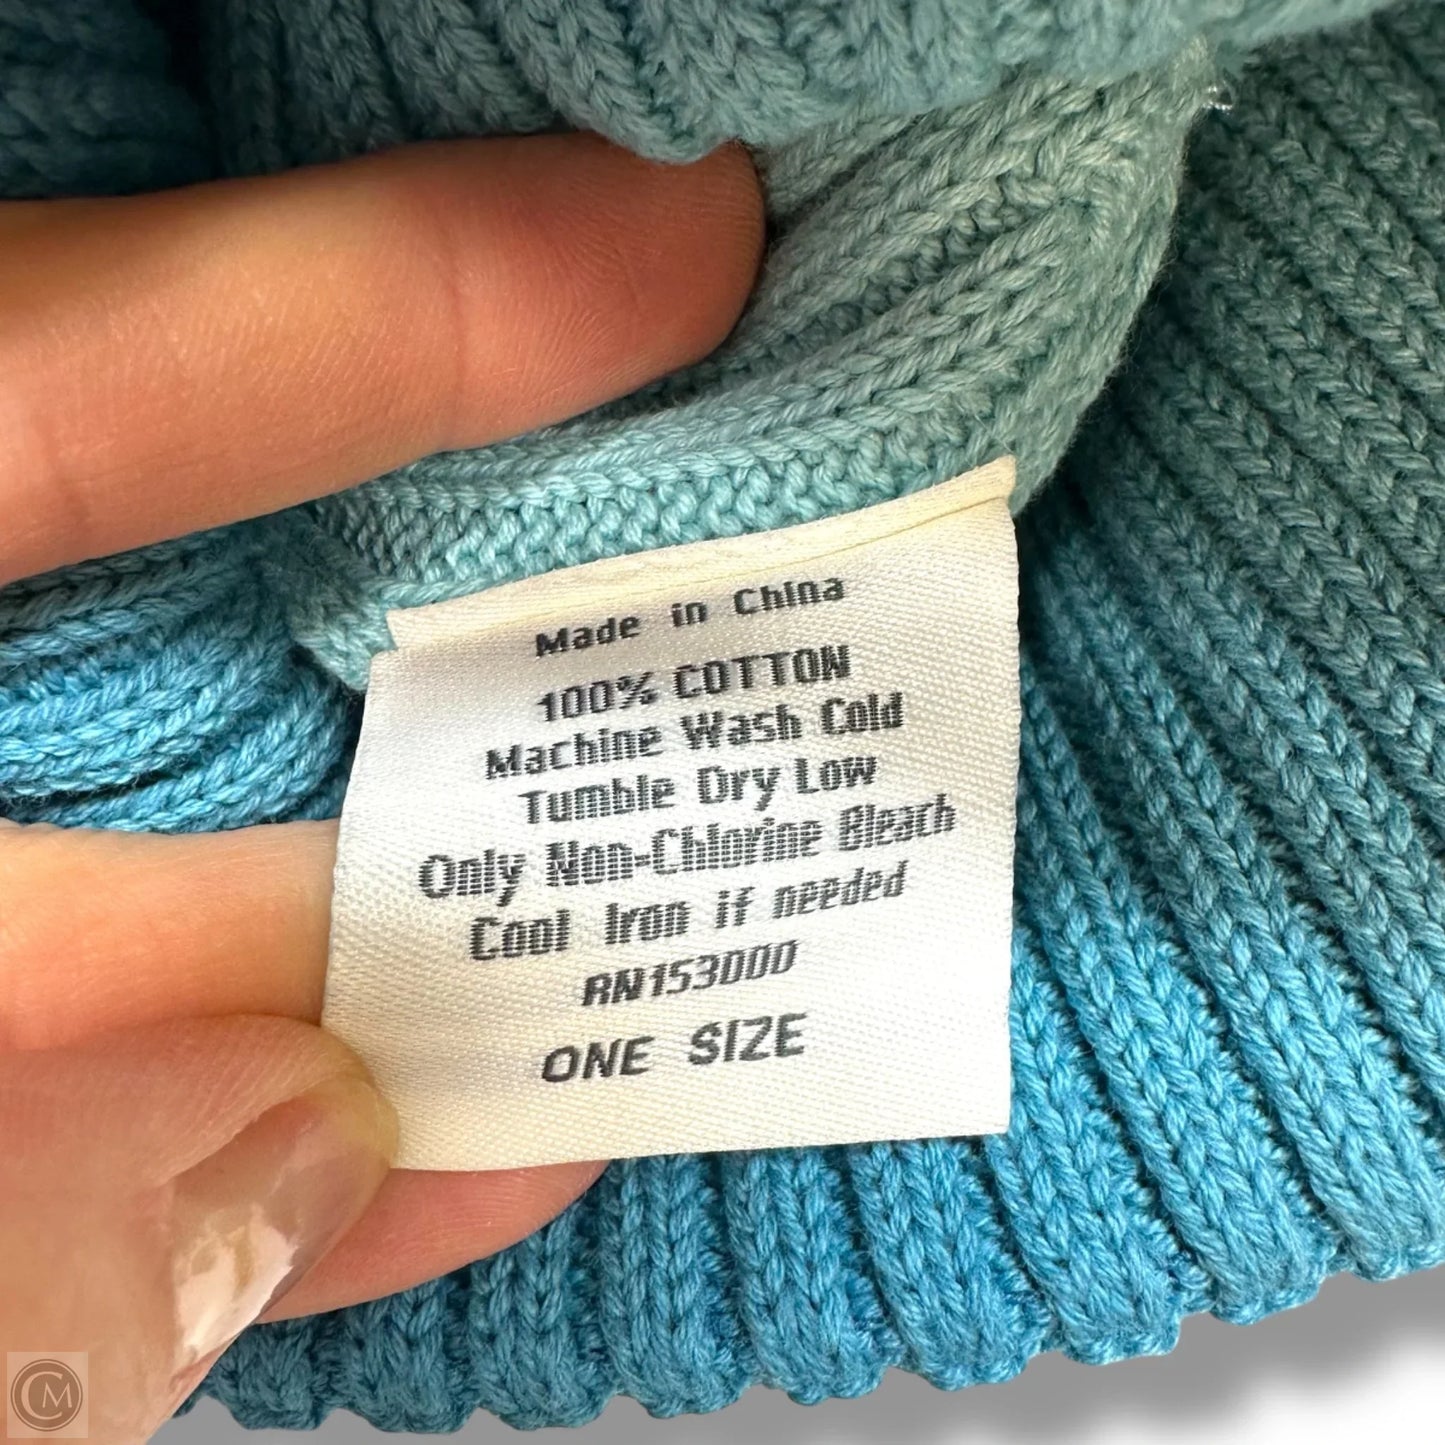 Made in China
100% COTTON
Machine Wash Cold
Tumble Dry Low
Only Non-Chlorine Bleach
Cool Iron if needed
RN153000
ONE SIZE
CM